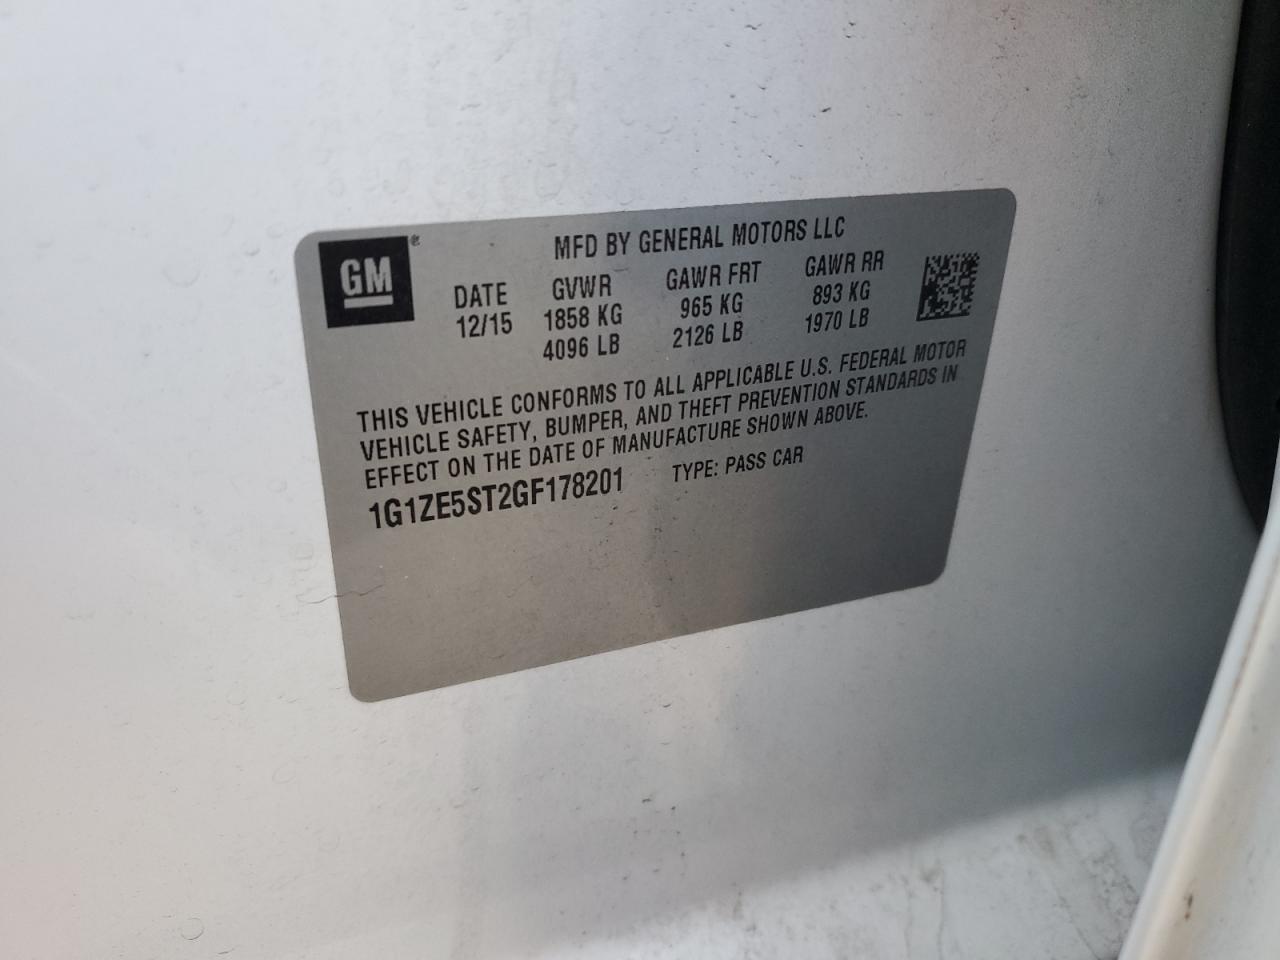 GM
MFD BY GENERAL MOTORS LLC
DATE GVWR GAWR FRT GAWR RR
12/15 1858 KG 965 KG 893 KG
4096 LB 2126 LB 1970 LB
THIS VEHICLE CONFORMS TO ALL APPLICABLE U.S. FEDERAL MOTOR
VEHICLE SAFETY, BUMPER, AND THEFT PREVENTION STANDARDS IN
EFFECT ON THE DATE OF MANUFACTURE SHOWN ABOVE.
1G1ZE5ST2GF178201 TYPE: PASS CAR